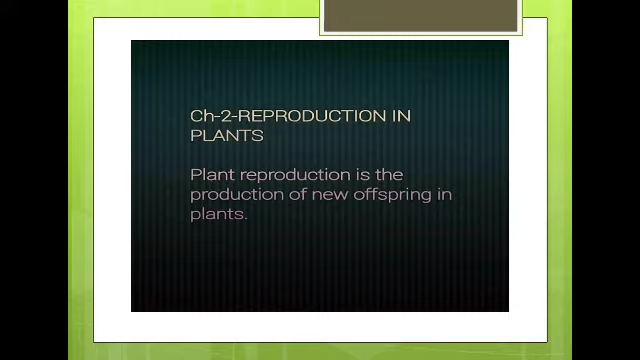 Ch-2-REPRODUCTION IN
PLANTS
Plant reproduction is the
production of new offspring in
plants.